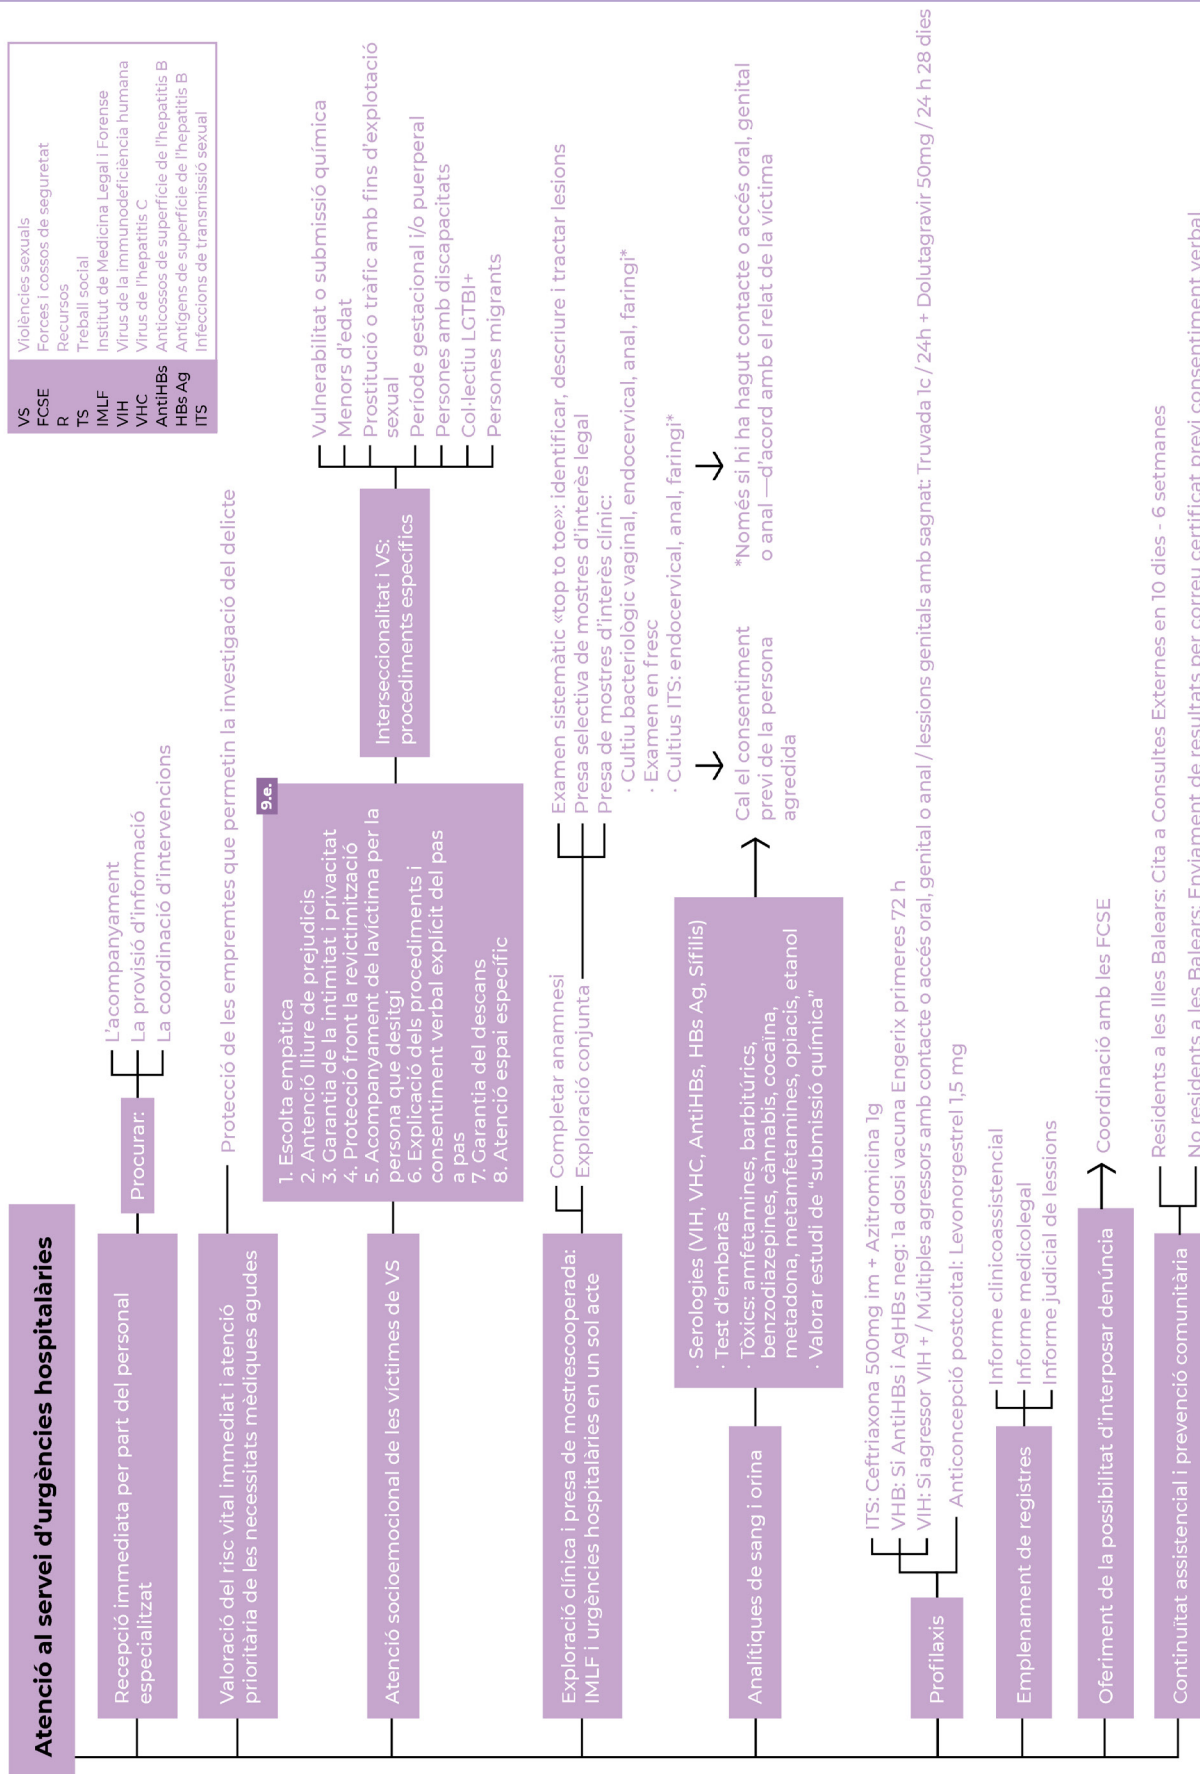 Atenció al servei d'urgències hospitalàries
VS Violències sexuals
FCSE Forces i cossos de seguretat
R Recursos
TS Treball social
IMLF Institut de Medicina Legal i Forense
VIH Virus de la immunodeficiència humana
VHC Virus de l'hepatitis C
AntiHBs Anticossos de superfície de l'hepatitis B
HBs Ag Antígens de superfície de l'hepatitis B
ITS Infeccions de transmissió sexual
Recepció immediata per part del personal
especialitzat
Procurar:
L'acompanyament
La provisió d'informació
La coordinació d'intervencions
Valoració del risc vital immediat i atenció
prioritària de les necessitats mèdiques agudes
Protecció de les empremtes que permetin la investigació del delicte
Atenció socioemocional de les víctimes de VS
9.e.
1. Escolta empàtica
2. Antenció lliure de prejudicis
3. Garantia de la intimitat i privacitat
4. Protecció front la revictimització
5. Acompanyament de lavíctima per la
persona que desitgi
6. Explicació dels procediments i
consentiment verbal explícit del pas
a pas
7. Garantia del descans
8. Atenció espai específic
Interseccionalitat i VS:
procediments específics
Vulnerabilitat o submissió química
Menors d'edat
Prostitució o tràfic amb fins d'explotació
sexual
Període gestacional i/o puerperal
Persones amb discapacitats
Col·lectiu LGTBI+
Persones migrants
Exploració clínica i presa de mostrescooperada:
IMLF i urgències hospitalàries en un sol acte
Completar anamnesi
Exploració conjunta
Examen sistemàtic «top to toe»: identificar, descriure i tractar lesions
Presa selectiva de mostres d'interès legal
Presa de mostres d'interès clínic:
· Cultiu bacteriològic vaginal, endocervical, anal, faringi*
· Examen en fresc
· Cultius ITS: endocervical, anal, faringi*
Analítiques de sang i orina
· Serologies (VIH, VHC, AntiHBs, HBs Ag, Sífilis)
· Test d'embaràs
· Tòxics: amfetamines, barbitúrics,
benzodiazepines, cànnabis, cocaïna,
metadona, metamfetamines, opiacis, etanol
· Valorar estudi de "submissió química"
Cal el consentiment
previ de la persona
agredida
*Només si hi ha hagut contacte o accés oral, genital
o anal —d'acord amb el relat de la víctima
Profilaxis
ITS: Ceftriaxona 500mg im + Azitromicina 1g
VHB: Si AntiHBs i AgHBs neg: 1a dosi vacuna Engerix primeres 72 h
VIH: Si agressor VIH + / Múltiples agressors amb contacte o accés oral, genital o anal / lessions genitals amb sagnat: Truvada 1c / 24h + Dolutagravir 50mg / 24 h 28 dies
Anticoncepció postcoital: Levonorgestrel 1,5 mg
Emplenament de registres
Informe clinicoassistencial
Informe medicolegal
Informe judicial de lessions
Oferiment de la possibilitat d'interposar denúncia
Coordinació amb les FCSE
Continuïtat assistencial i prevenció comunitària
Residents a les Illes Balears: Cita a Consultes Externes en 10 dies - 6 setmanes
No residents a les Balears: Enviament de resultats per correu certificat previ consentiment verbal